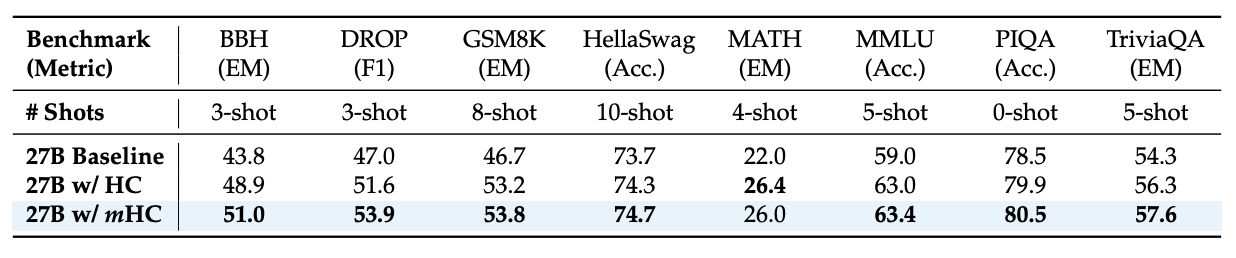 Benchmark BBH DROP GSM8K HellaSwag MATH MMLU PIQA TriviaQA
(Metric) (EM) (F1) (EM) (Acc.) (EM) (Acc.) (Acc.) (EM)
# Shots 3-shot 3-shot 8-shot 10-shot 4-shot 5-shot 0-shot 5-shot
27B Baseline 43.8 47.0 46.7 73.7 22.0 59.0 78.5 54.3
27B w/ HC 48.9 51.6 53.2 74.3 26.4 63.0 79.9 56.3
27B w/ mHC 51.0 53.9 53.8 74.7 26.0 63.4 80.5 57.6